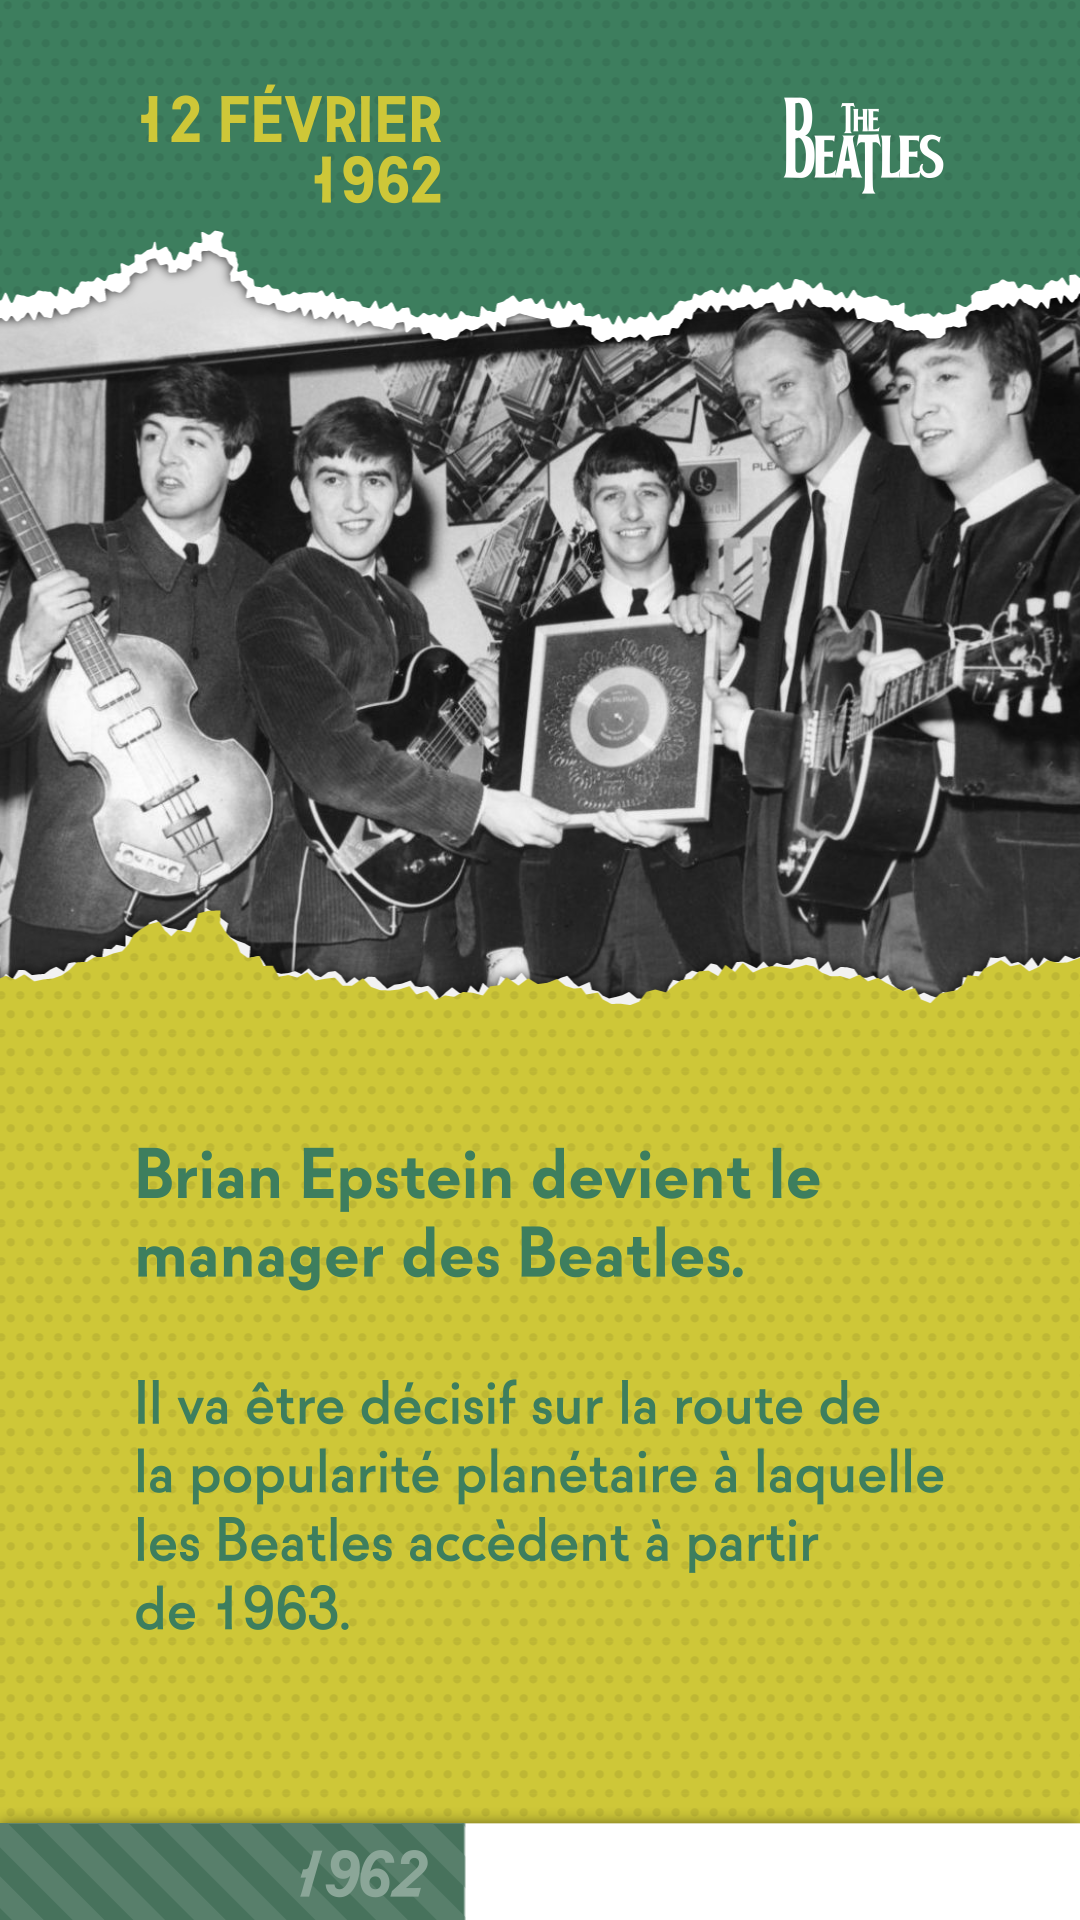 12 FÉVRIER
1962
THE
BEATLES
PLEA
Brian Epstein devient le
manager des Beatles.
Il va être décisif sur la route de
la popularité planétaire à laquelle
les Beatles accèdent à partir
de 1963.
1962